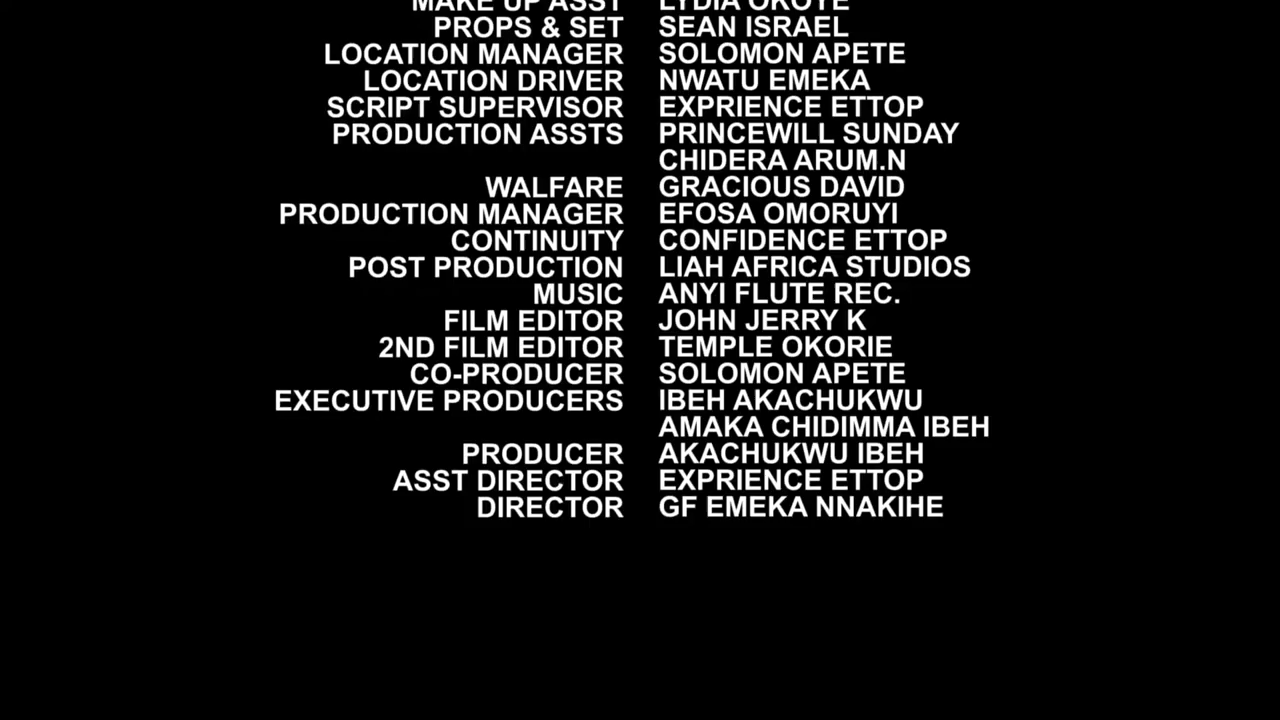 MAKE UP ASST LYDIA OKOYE
PROPS & SET SEAN ISRAEL
LOCATION MANAGER SOLOMON APETE
LOCATION DRIVER NWATU EMEKA
SCRIPT SUPERVISOR EXPRIENCE ETTOP
PRODUCTION ASSTS PRINCEWILL SUNDAY
CHIDERA ARUM.N
WALFARE GRACIOUS DAVID
PRODUCTION MANAGER EFOSA OMORUYI
CONTINUITY CONFIDENCE ETTOP
POST PRODUCTION LIAH AFRICA STUDIOS
MUSIC ANYI FLUTE REC.
FILM EDITOR JOHN JERRY K
2ND FILM EDITOR TEMPLE OKORIE
CO-PRODUCER SOLOMON APETE
EXECUTIVE PRODUCERS IBEH AKACHUKWU
AMAKA CHIDIMMA IBEH
PRODUCER AKACHUKWU IBEH
ASST DIRECTOR EXPRIENCE ETTOP
DIRECTOR GF EMEKA NNAKIHE